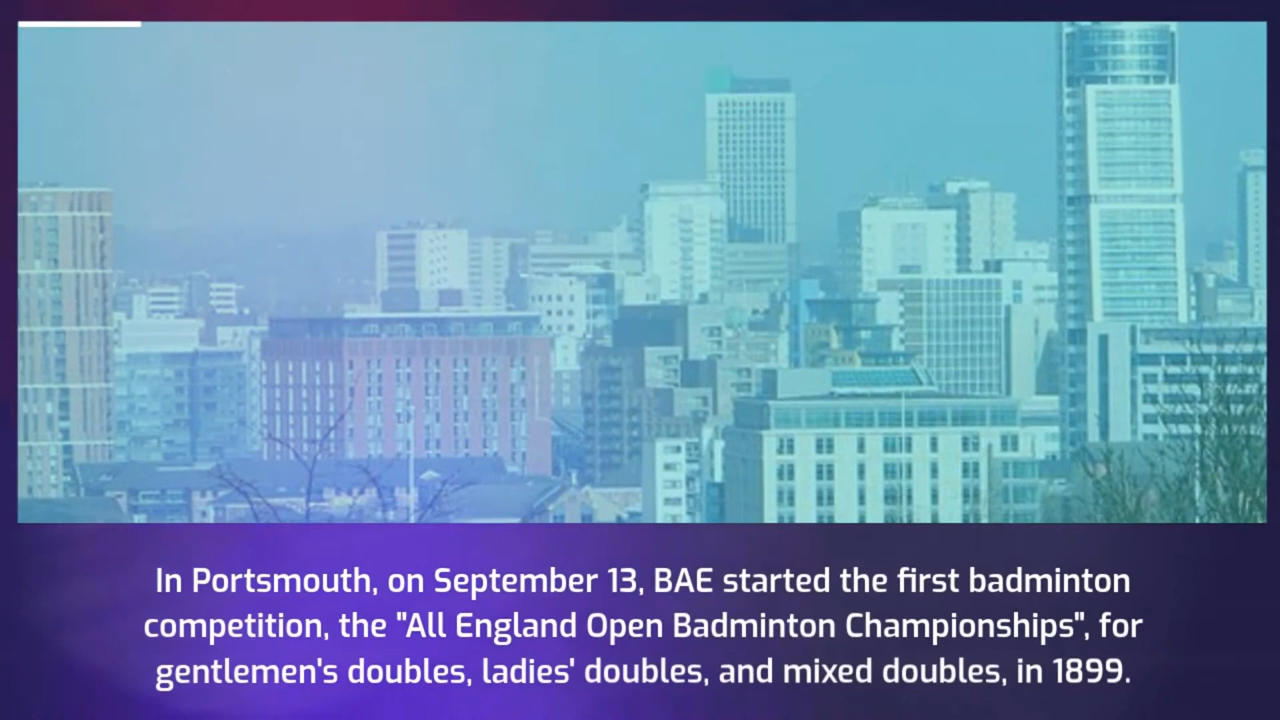 In Portsmouth, on September 13, BAE started the first badminton
competition, the "All England Open Badminton Championships", for
gentlemen's doubles, ladies' doubles, and mixed doubles, in 1899.